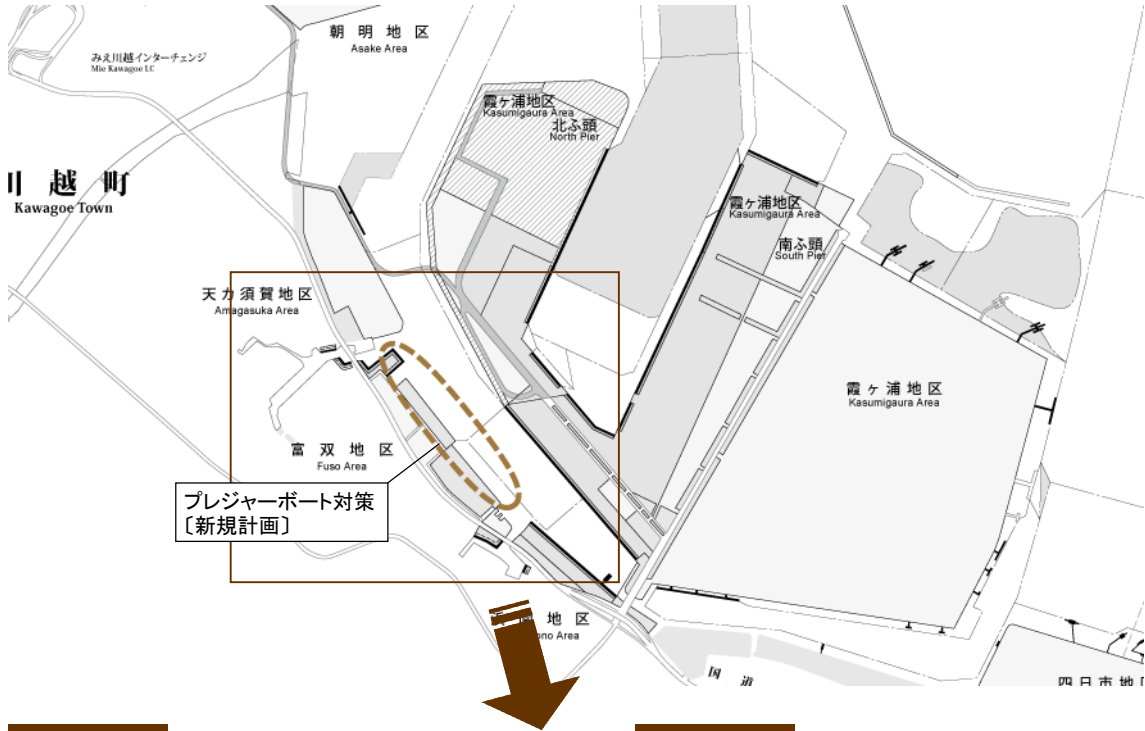 朝明地区
Asake Area
みえ川越インターチェンジ
Mie Kawagoe I.C
霞ヶ浦地区
Kasumigaura Area
北ふ頭
North Pier
川越町
Kawagoe Town
霞ヶ浦地区
Kasumigaura Area
南ふ頭
South Pier
天カ須賀地区
Amagasuka Area
霞ヶ浦地区
Kasumigaura Area
富双地区
Fuso Area
プレジャーボート対策
〔新規計画〕
地区
ono Area
国道
四日市地区